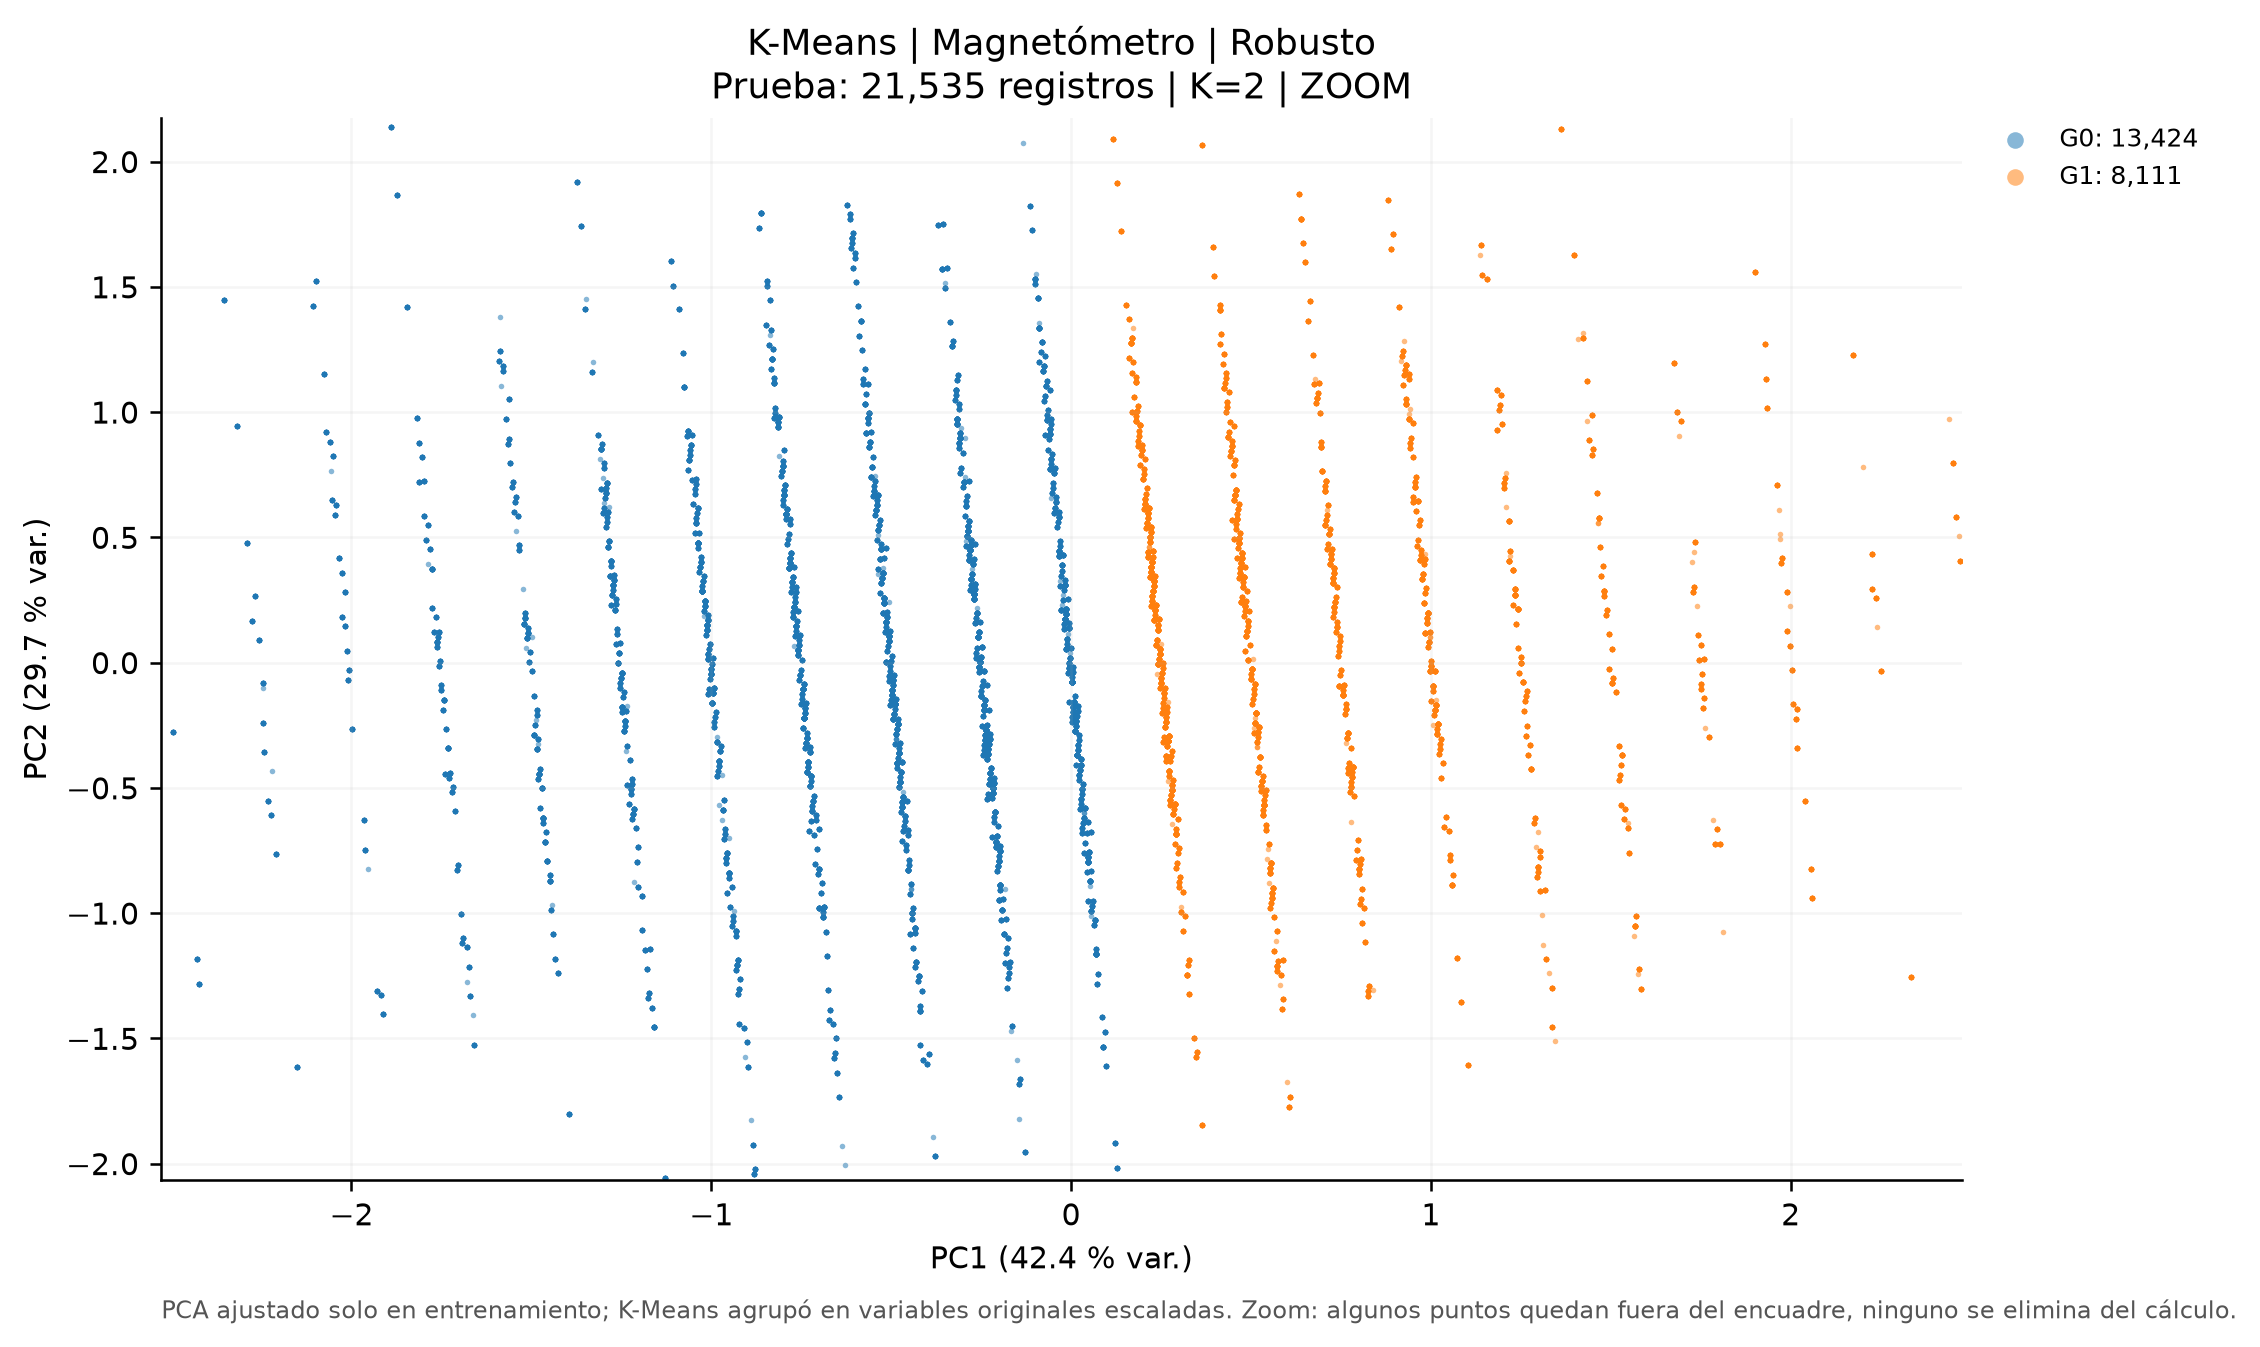 K-Means | Magnetómetro | Robusto
Prueba: 21,535 registros | K=2 | ZOOM
G0: 13,424
G1: 8,111
PC2 (29.7 % var.)
2.0
1.5
1.0
0.5
0.0
−0.5
−1.0
−1.5
−2.0
−2
−1
0
1
2
PC1 (42.4 % var.)
PCA ajustado solo en entrenamiento; K-Means agrupó en variables originales escaladas. Zoom: algunos puntos quedan fuera del encuadre, ninguno se elimina del cálculo.